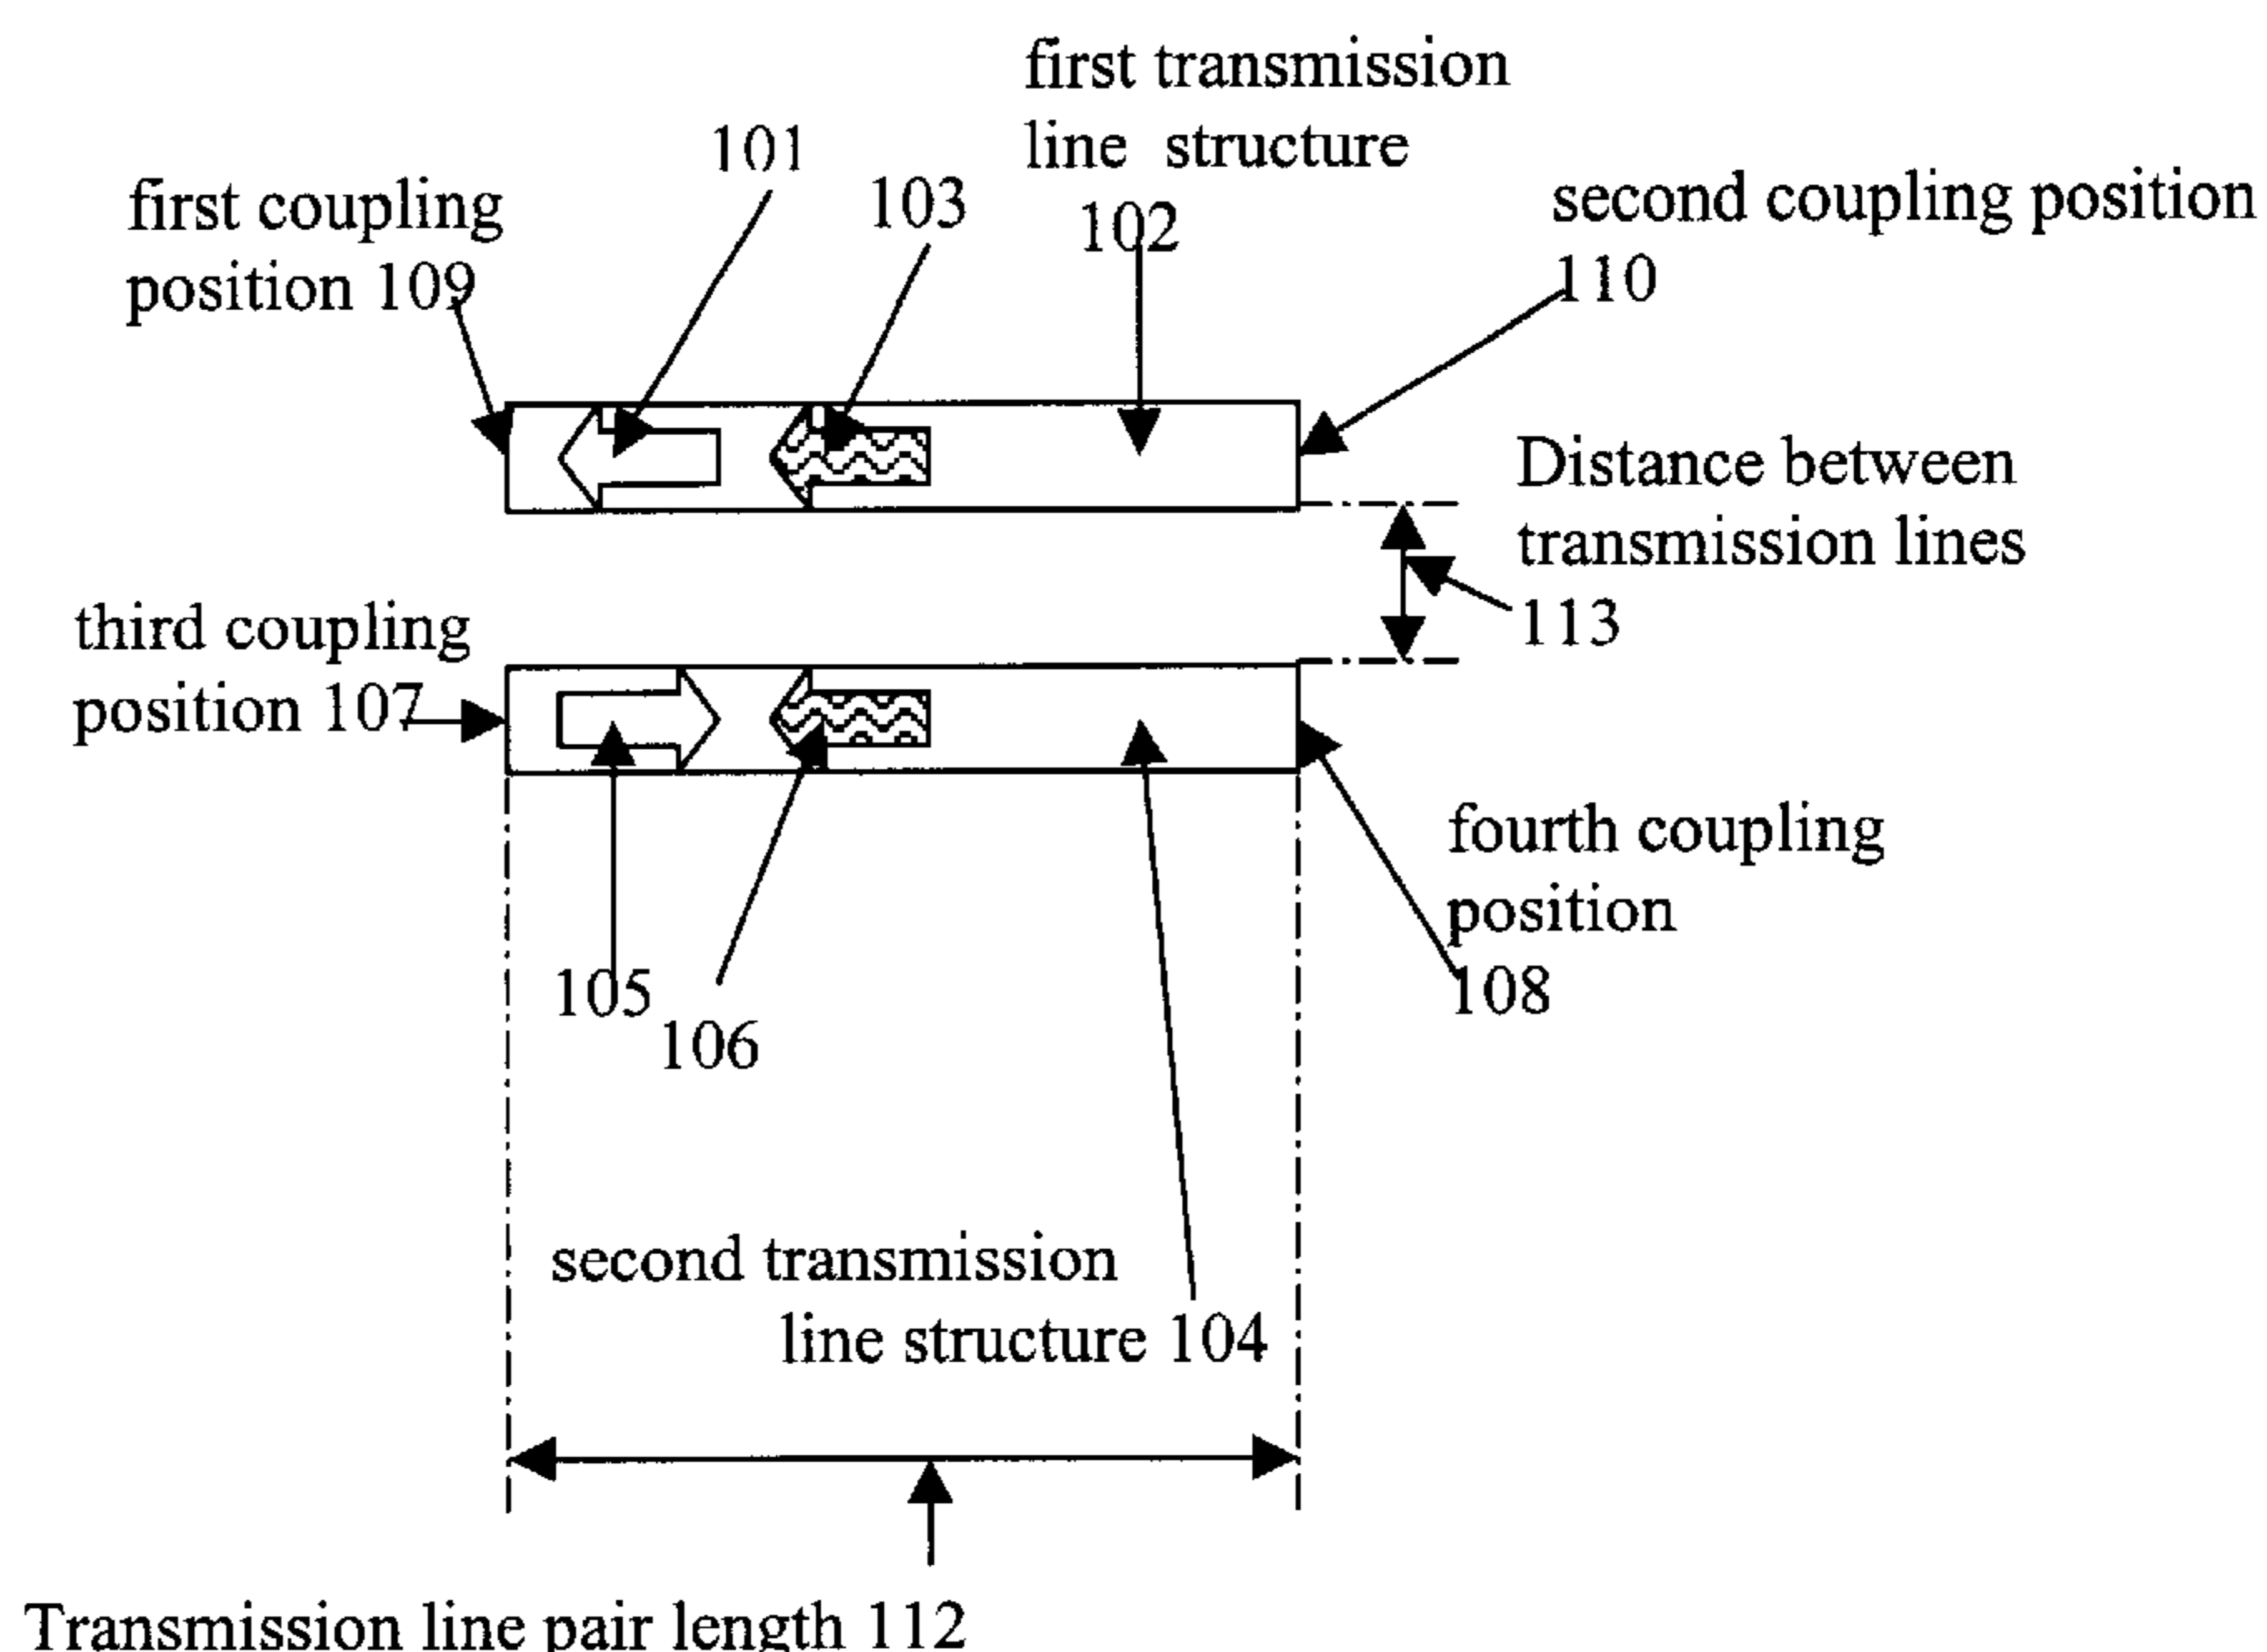 first transmission
line structure
102
101
103
first coupling
position 109
second coupling position
110
Distance between
transmission lines
113
third coupling
position 107
fourth coupling
position
108
105
106
second transmission
line structure 104
Transmission line pair length 112